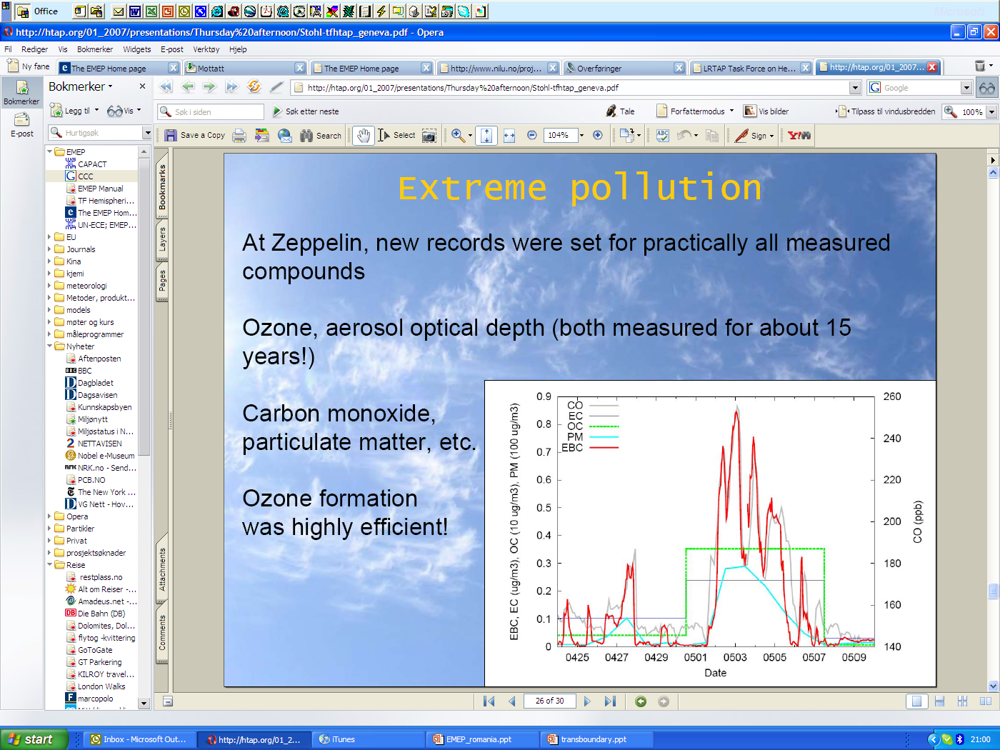 Office
Microsoft
http://htap.org/01_2007/presentations/Thursday%20afternoon/Stohl-tfhtap_geneva.pdf - Opera
Fil Rediger Vis Bokmerker Widgets E-post Verktøy Hjelp
Ny fane
The EMEP Home page
Mottatt
The EMEP Home page
http://www.nilu.no/proj...
Overføringer
LRTAP Task Force on He...
http://htap.org/01_2007...
Bokmerker
E-post
Bokmerker
http://htap.org/01_2007/presentations/Thursday%20afternoon/Stohl-tfhtap_geneva.pdf
Google
Legg til Vis
Søk i siden
Søk etter neste
Tale
Forfattermodus
Vis bilder
Tilpass til vindusbredden
100%
Hurtigsøk
Save a Copy
Search
Select
104%
Sign
Y!
EMEP
CAPACT
CCC
EMEP Manual
TF Hemispheri...
The EMEP Hom...
UN-ECE; EMEP...
EU
Journals
Kina
kjemi
meteorologi
Metoder, produkt...
models
møter og kurs
måleprogrammer
Nyheter
Aftenposten
BBC
Dagbladet
Dagsavisen
Kunnskapsbyen
Miljønytt
Miljøstatus i N...
NETTAVISEN
Nobel e-Museum
NRK.no - Send...
PCB.NO
The New York ...
VG Nett - Hov...
Opera
Partikler
Privat
prosjektsøknader
Reise
restplass.no
Alt om Reiser -...
Amadeus.net -...
Die Bahn (DB)
Dolomites, Dol...
flytog -kvittering
GoToGate
GT Parkering
KILROY travel...
London Walks
marcopolo
Bookmarks
Layers
Pages
Attachments
Comments
Extreme pollution
At Zeppelin, new records were set for practically all measured
compounds
Ozone, aerosol optical depth (both measured for about 15
years!)
Carbon monoxide,
particulate matter, etc.
Ozone formation
was highly efficient!
EBC, EC (ug/m3), OC (10 ug/m3), PM (100 ug/m3)
0.9
0.8
0.7
0.6
0.5
0.4
0.3
0.2
0.1
0
CO
EC
OC
PM
EBC
260
240
220
200
180
160
140
CO (ppb)
0425 0427 0429 0501 0503 0505 0507 0509
Date
26 of 30
start
Inbox - Microsoft Out...
http://htap.org/01_2...
iTunes
EMEP_romania.ppt
transboundary.ppt
21:00